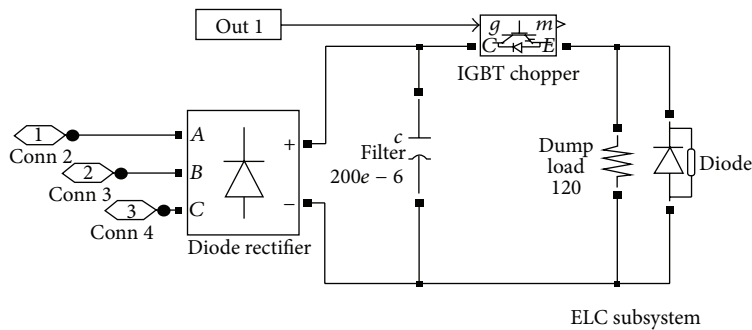 Out 1
g m
C E
IGBT chopper
1
Conn 2
2
Conn 3
3
Conn 4
A
B
C
+
−
Diode rectifier
c
Filter
200e − 6
Dump
load
120
Diode
ELC subsystem